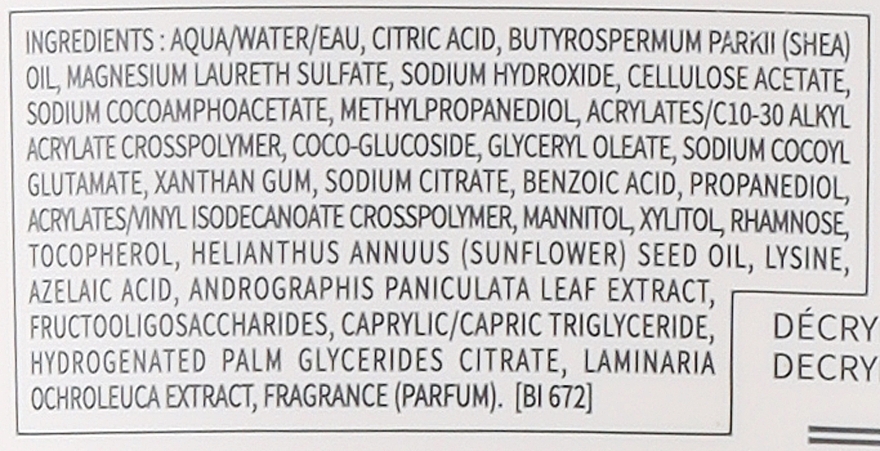 INGREDIENTS : AQUA/WATER/EAU, CITRIC ACID, BUTYROSPERMUM PARKII (SHEA)
OIL, MAGNESIUM LAURETH SULFATE, SODIUM HYDROXIDE, CELLULOSE ACETATE,
SODIUM COCOAMPHOACETATE, METHYLPROPANEDIOL, ACRYLATES/C10-30 ALKYL
ACRYLATE CROSSPOLYMER, COCO-GLUCOSIDE, GLYCERYL OLEATE, SODIUM COCOYL
GLUTAMATE, XANTHAN GUM, SODIUM CITRATE, BENZOIC ACID, PROPANEDIOL,
ACRYLATES/VINYL ISODECANOATE CROSSPOLYMER, MANNITOL, XYLITOL, RHAMNOSE,
TOCOPHEROL, HELIANTHUS ANNUUS (SUNFLOWER) SEED OIL, LYSINE,
AZELAIC ACID, ANDROGRAPHIS PANICULATA LEAF EXTRACT,
FRUCTOOLIGOSACCHARIDES, CAPRYLIC/CAPRIC TRIGLYCERIDE,
HYDROGENATED PALM GLYCERIDES CITRATE, LAMINARIA
OCHROLEUCA EXTRACT, FRAGRANCE (PARFUM). [BI 672]
DÉCRY
DECRY